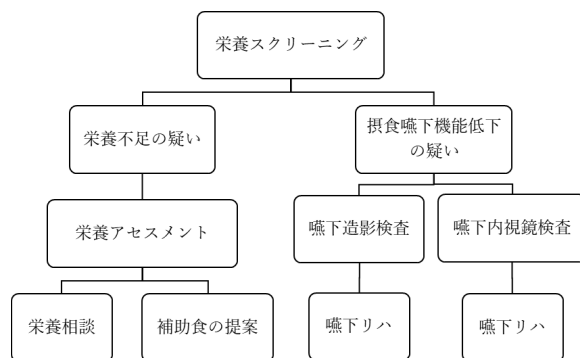 栄養スクリーニング
栄養不足の疑い
摂食嚥下機能低下
の疑い
栄養アセスメント
嚥下造影検査
嚥下内視鏡検査
栄養相談
補助食の提案
嚥下リハ
嚥下リハ